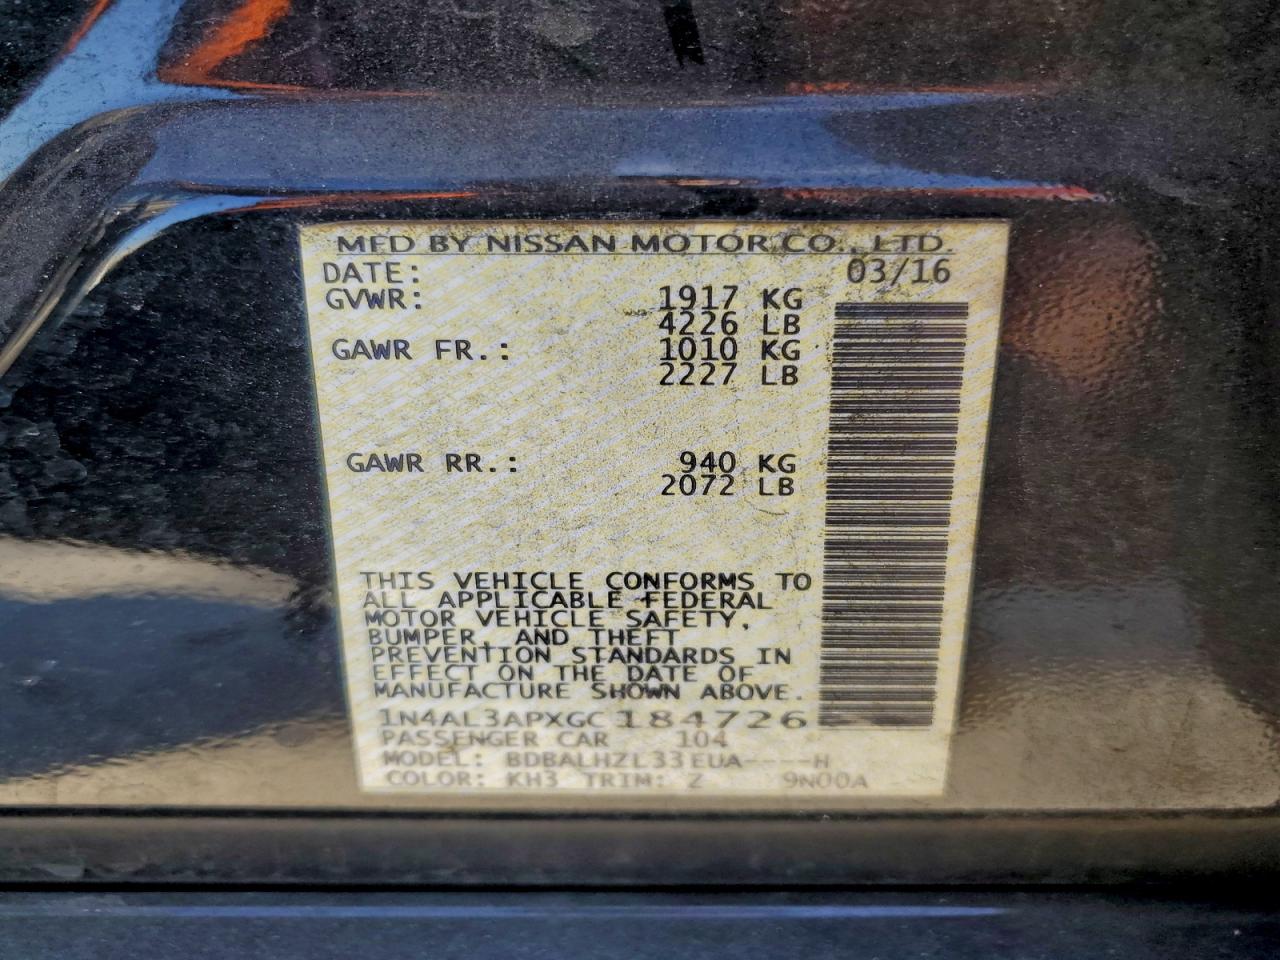 MFD BY NISSAN MOTOR CO., LTD.
DATE: 03/16
GVWR: 1917 KG
4226 LB
GAWR FR.: 1010 KG
2227 LB
GAWR RR.: 940 KG
2072 LB
THIS VEHICLE CONFORMS TO
ALL APPLICABLE FEDERAL
MOTOR VEHICLE SAFETY,
BUMPER, AND THEFT
PREVENTION STANDARDS IN
EFFECT ON THE DATE OF
MANUFACTURE SHOWN ABOVE.
1N4AL3APXGC184726
PASSENGER CAR 104
MODEL: BDBALHZL33EUA----H
COLOR: KH3 TRIM: Z 9N00A